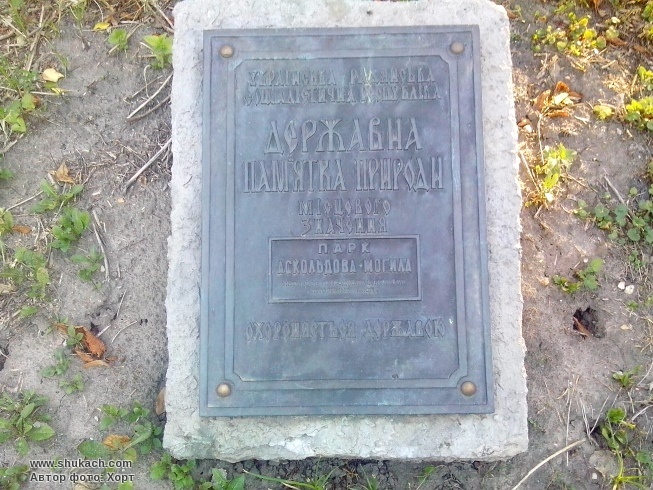 УКРАЇНСЬКА РАДЯНСЬКА
СОЦІАЛІСТИЧНА РЕСПУБЛІКА
ДЕРЖАВНА
ПАМ'ЯТКА ПРИРОДИ
МІСЦЕВОГО
ЗНАЧЕННЯ
ПАРК
АСКОЛЬДОВА МОГИЛА
ОХОРОНЯЄТЬСЯ ДЕРЖАВОЮ
www.shukach.com
Автор фото: Хорт